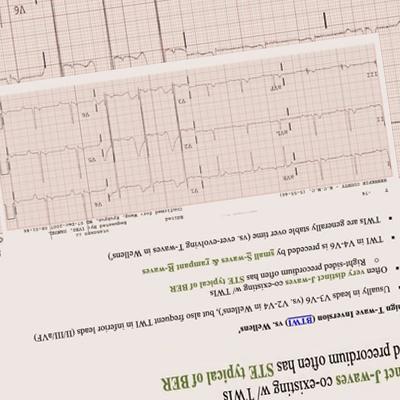 nct J-waves co-existing w/ TWIs
d precordium often has STE typical of BER
ign T-wave Inversion (BTWI) vs. Wellens'
Usually in leads V3-V6 (vs. V2-V4 in Wellens'), but also frequent TWI in inferior leads (II/III/aVF)
Often very distinct J-waves co-existing w/ TWIs
Right-sided precordium often has STE typical of BER
TWI in V4-V6 is preceded by small S-waves & rampant R-waves
TWIs are generally stable over time (vs. ever-evolving T-waves in Wellens')
V4
aVL V2 V5
III aVF V3 V6
V6